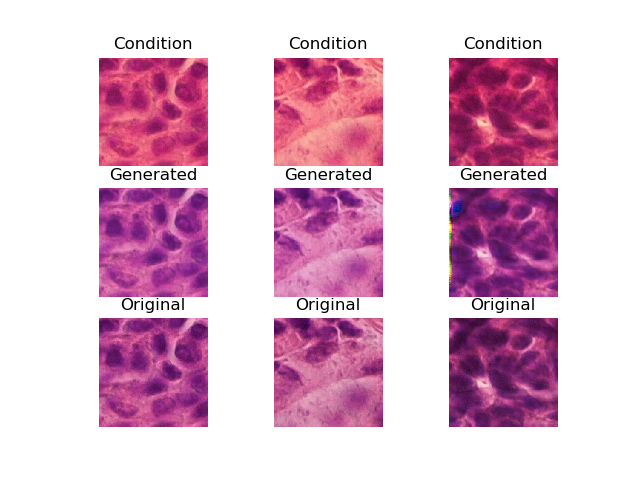 Condition Condition Condition
Generated Generated Generated
Original Original Original